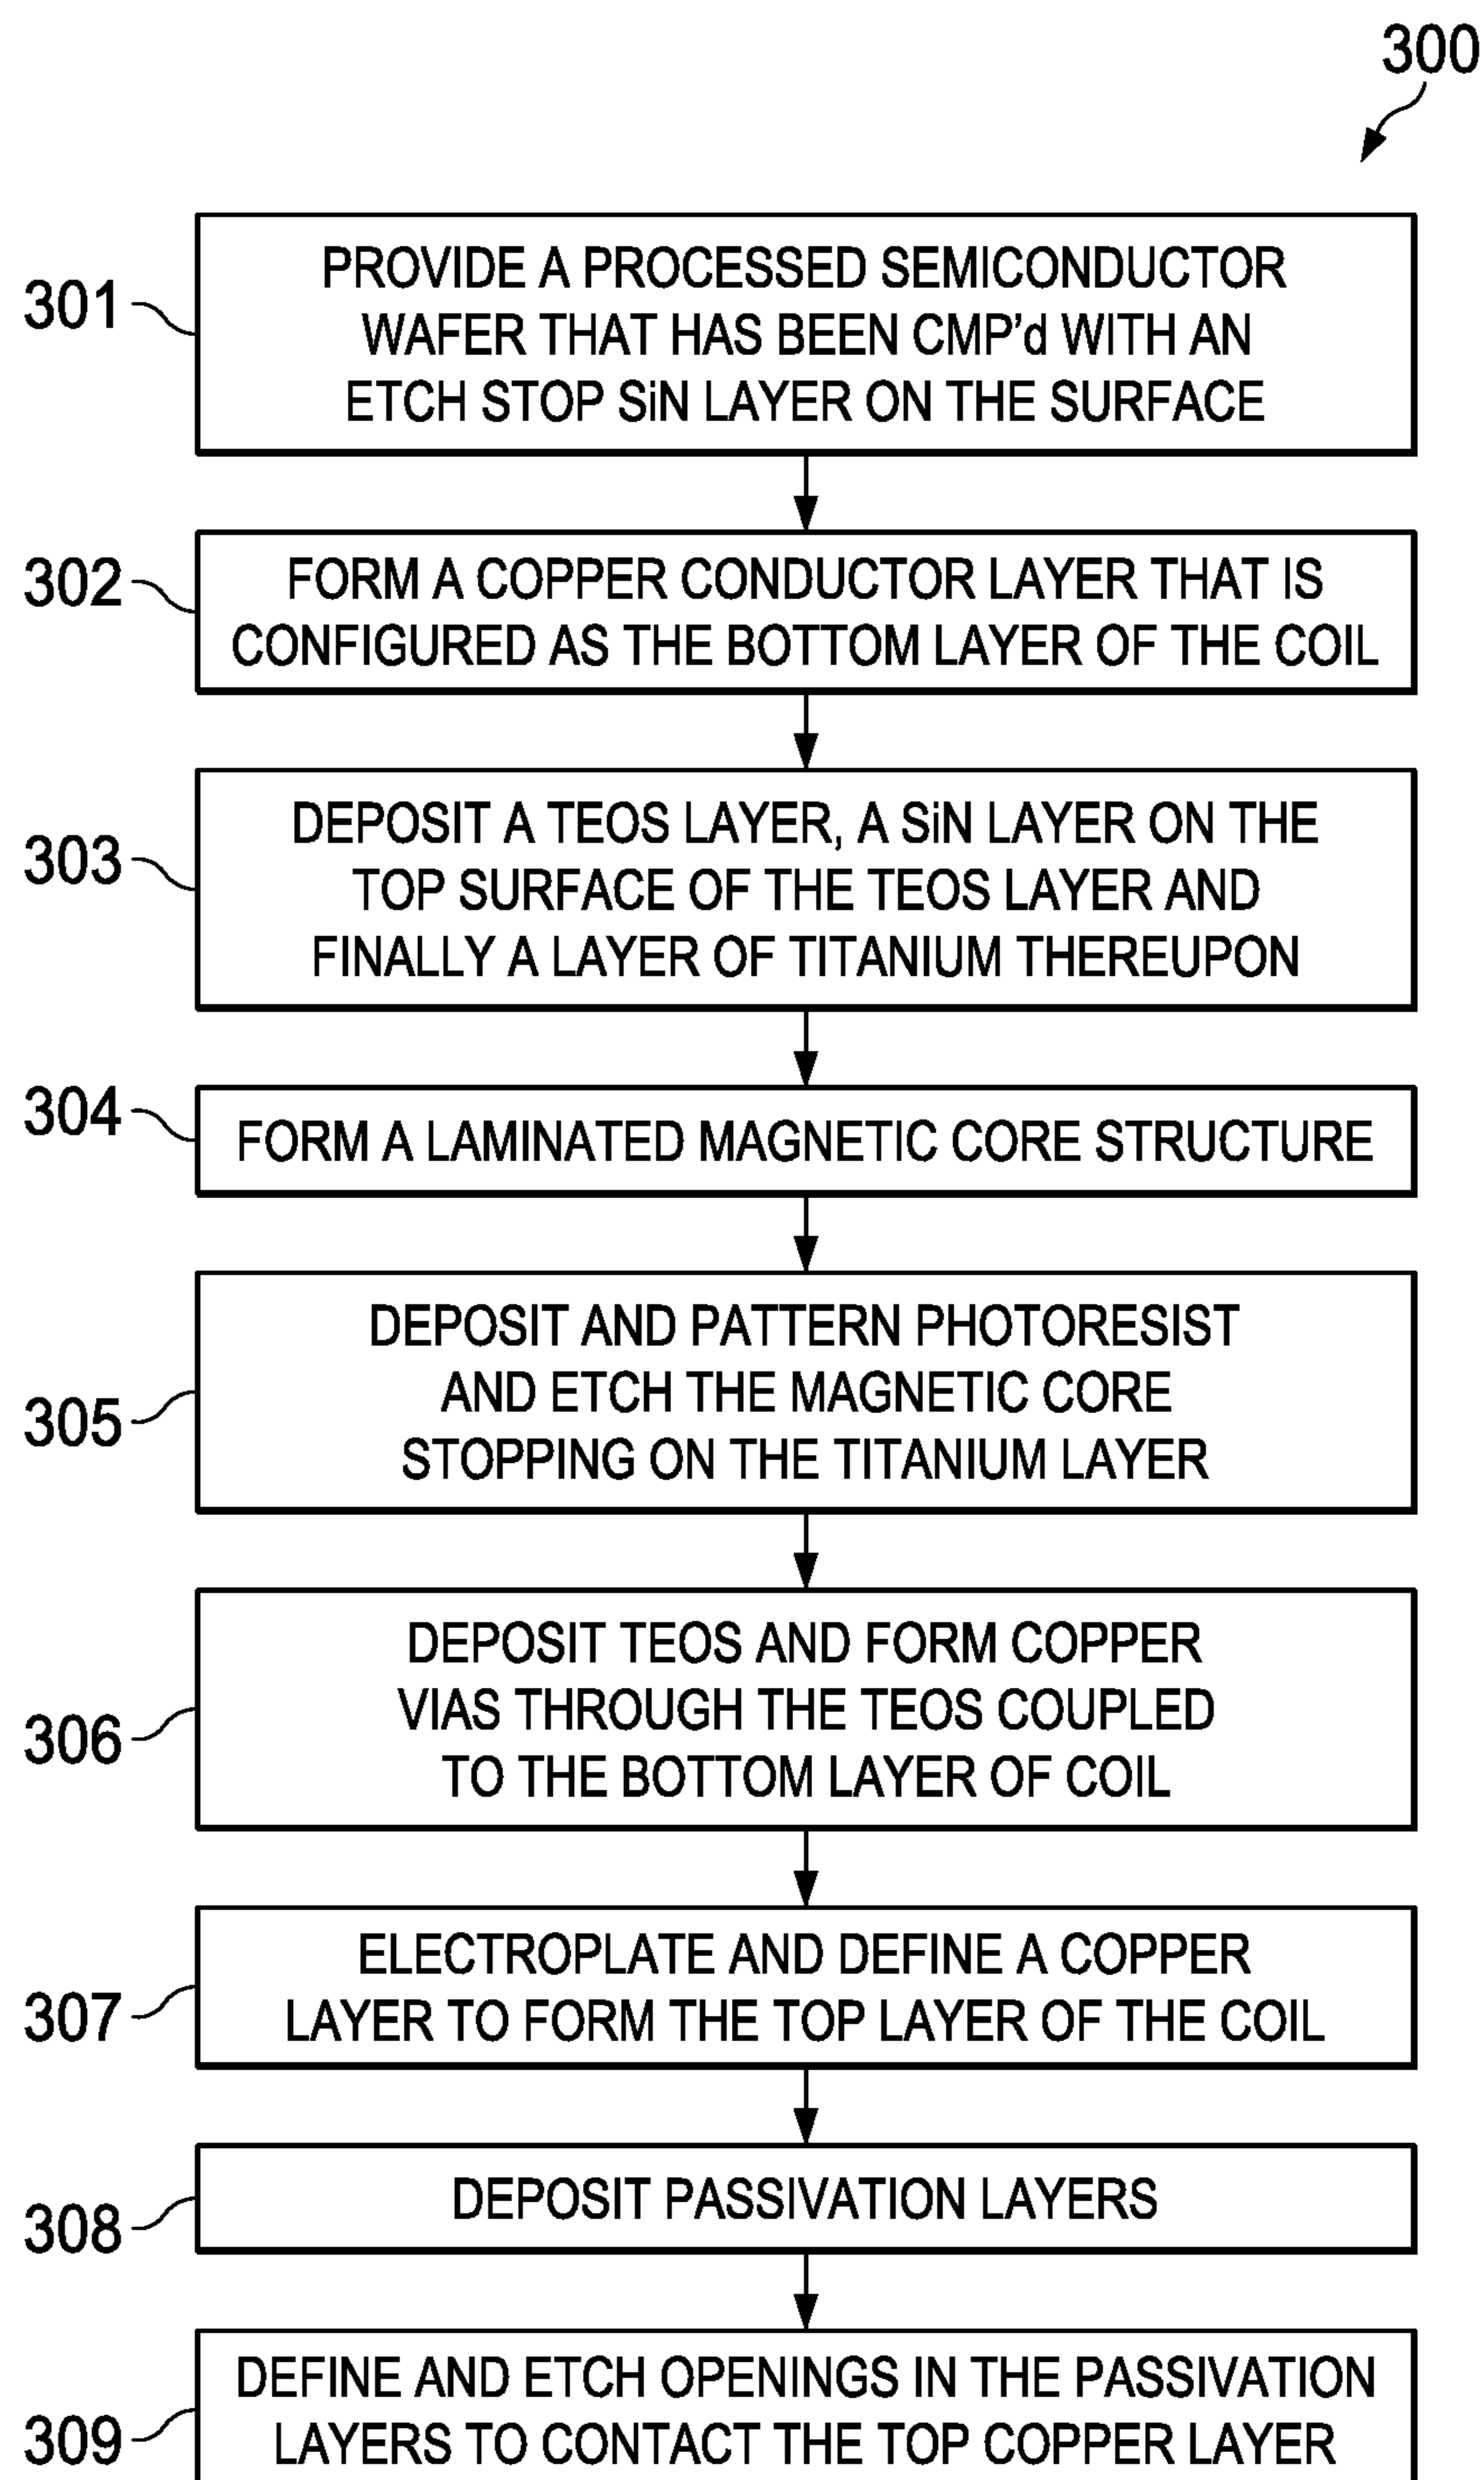 300
301
PROVIDE A PROCESSED SEMICONDUCTOR
WAFER THAT HAS BEEN CMP'd WITH AN
ETCH STOP SiN LAYER ON THE SURFACE
302
FORM A COPPER CONDUCTOR LAYER THAT IS
CONFIGURED AS THE BOTTOM LAYER OF THE COIL
303
DEPOSIT A TEOS LAYER, A SiN LAYER ON THE
TOP SURFACE OF THE TEOS LAYER AND
FINALLY A LAYER OF TITANIUM THEREUPON
304
FORM A LAMINATED MAGNETIC CORE STRUCTURE
305
DEPOSIT AND PATTERN PHOTORESIST
AND ETCH THE MAGNETIC CORE
STOPPING ON THE TITANIUM LAYER
306
DEPOSIT TEOS AND FORM COPPER
VIAS THROUGH THE TEOS COUPLED
TO THE BOTTOM LAYER OF COIL
307
ELECTROPLATE AND DEFINE A COPPER
LAYER TO FORM THE TOP LAYER OF THE COIL
308
DEPOSIT PASSIVATION LAYERS
309
DEFINE AND ETCH OPENINGS IN THE PASSIVATION
LAYERS TO CONTACT THE TOP COPPER LAYER